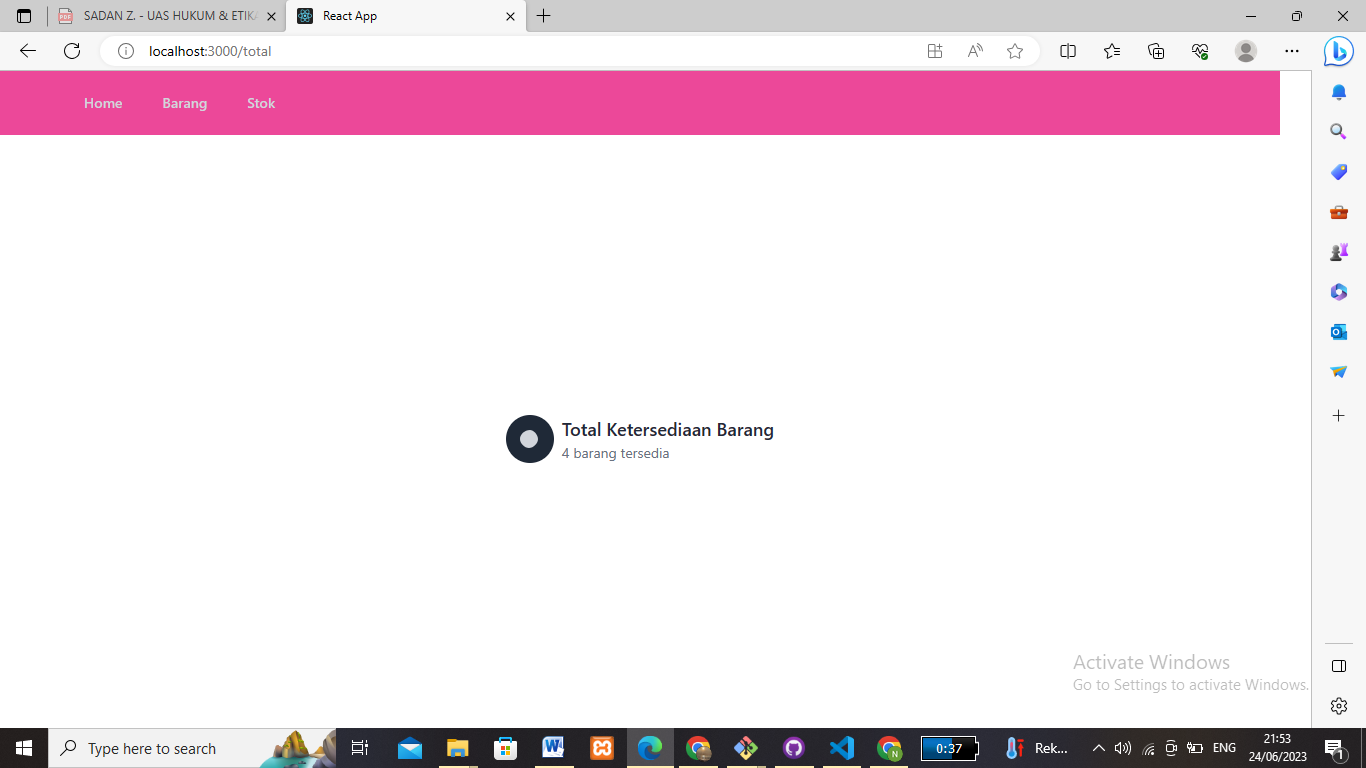 SADAN Z. - UAS HUKUM & ETIKA
React App
localhost:3000/total
Home
Barang
Stok
Total Ketersediaan Barang
4 barang tersedia
Activate Windows
Go to Settings to activate Windows.
Type here to search
0:37
Rek...
ENG
21:53
24/06/2023
1